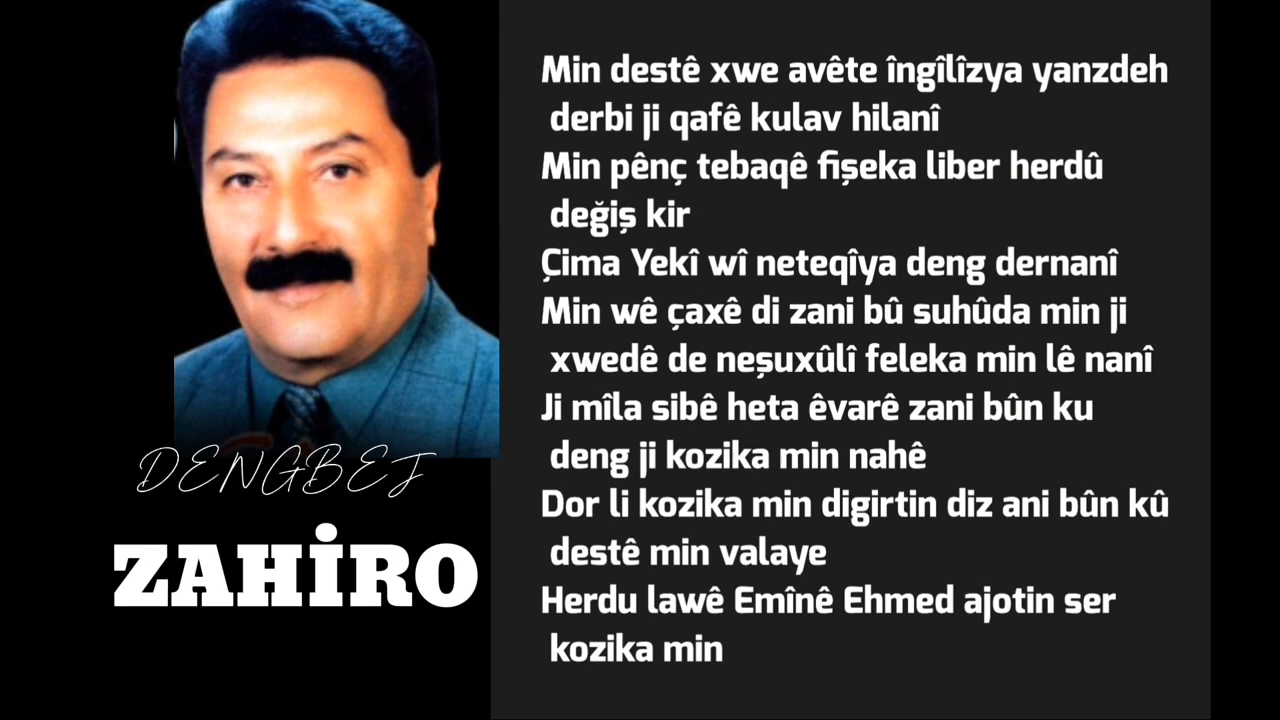 DENGBEJ
ZAHİRO
Min destê xwe avête îngîlîzya yanzdeh
derbi ji qafê kulav hilanî
Min pênç tebaqê fişeka liber herdû
değiş kir
Çima Yekî wî neteqîya deng dernanî
Min wê çaxê di zani bû suhûda min ji
xwedê de neşuxûlî feleka min lê nanî
Ji mîla sibê heta êvarê zani bûn ku
deng ji kozika min nahê
Dor li kozika min digirtin diz ani bûn kû
destê min valaye
Herdu lawê Emînê Ehmed ajotin ser
kozika min